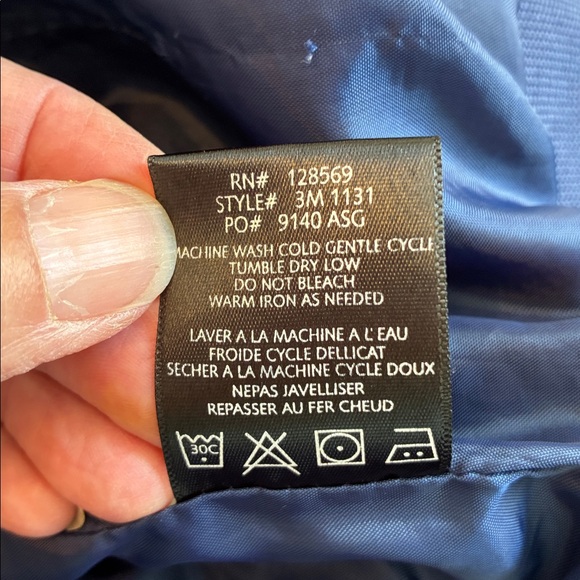 RN# 128569
STYLE# 3M 1131
PO# 9140 ASG
MACHINE WASH COLD GENTLE CYCLE
TUMBLE DRY LOW
DO NOT BLEACH
WARM IRON AS NEEDED
LAVER A LA MACHINE A L'EAU
FROIDE CYCLE DELLICAT
SECHER A LA MACHINE CYCLE DOUX
NEPAS JAVELLISER
REPASSER AU FER CHEUD
30C